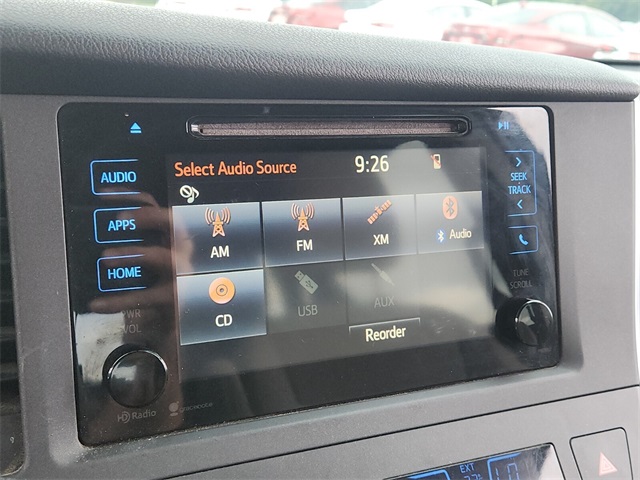 Select Audio Source 9:26
AUDIO
SEEK
TRACK
APPS
AM
FM
XM
Audio
HOME
TUNE
SCROLL
PWR
VOL
CD
USB
AUX
Reorder
HD Radio
EXT